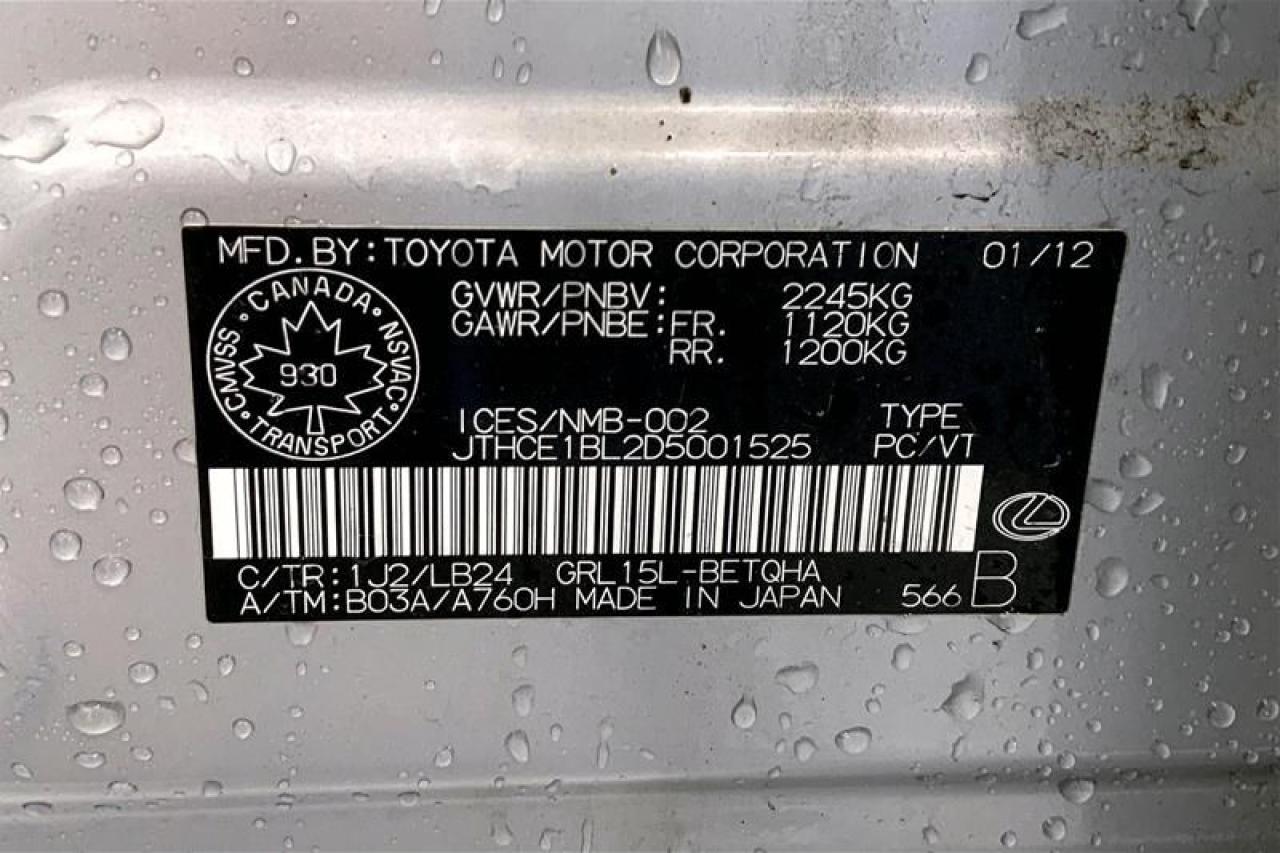 MFD. BY: TOYOTA MOTOR CORPORATION 01/12
GVWR/PNBV: 2245KG
GAWR/PNBE: FR. 1120KG
RR. 1200KG
CANADA · NSVAC · TRANSPORT · CMVSS ·
930
ICES/NMB-002 TYPE
JTHCE1BL2D5001525 PC/VT
C/TR: 1J2/LB24 GRL15L-BETQHA
A/TM: B03A/A760H MADE IN JAPAN 566 B